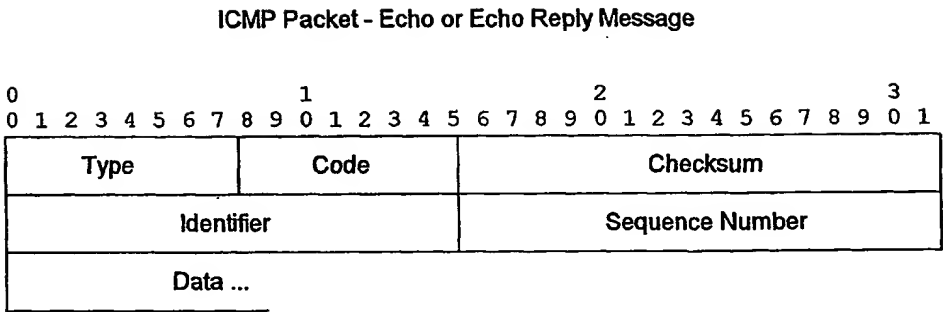 ICMP Packet - Echo or Echo Reply Message
0 1 2 3
0 1 2 3 4 5 6 7 8 9 0 1 2 3 4 5 6 7 8 9 0 1 2 3 4 5 6 7 8 9 0 1
Type Code Checksum
Identifier Sequence Number
Data ...